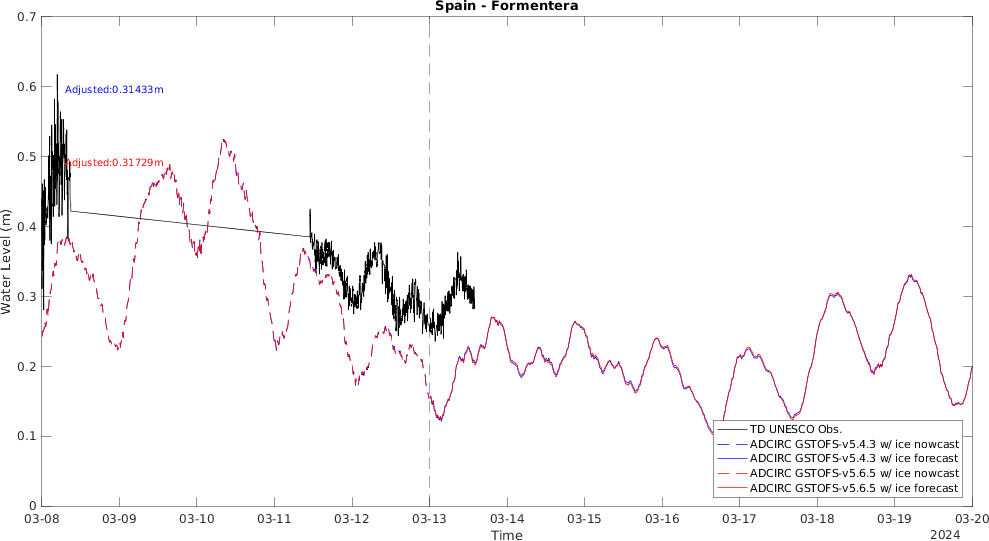 Spain - Formentera
0.7
0.6
0.5
0.4
0.3
0.2
0.1
0
Water Level (m)
Adjusted:0.31433m
Adjusted:0.31729m
TD UNESCO Obs.
ADCIRC GSTOFS-v5.4.3 w/ ice nowcast
ADCIRC GSTOFS-v5.4.3 w/ ice forecast
ADCIRC GSTOFS-v5.6.5 w/ ice nowcast
ADCIRC GSTOFS-v5.6.5 w/ ice forecast
03-08 03-09 03-10 03-11 03-12 03-13 03-14 03-15 03-16 03-17 03-18 03-19 03-20
Time
2024